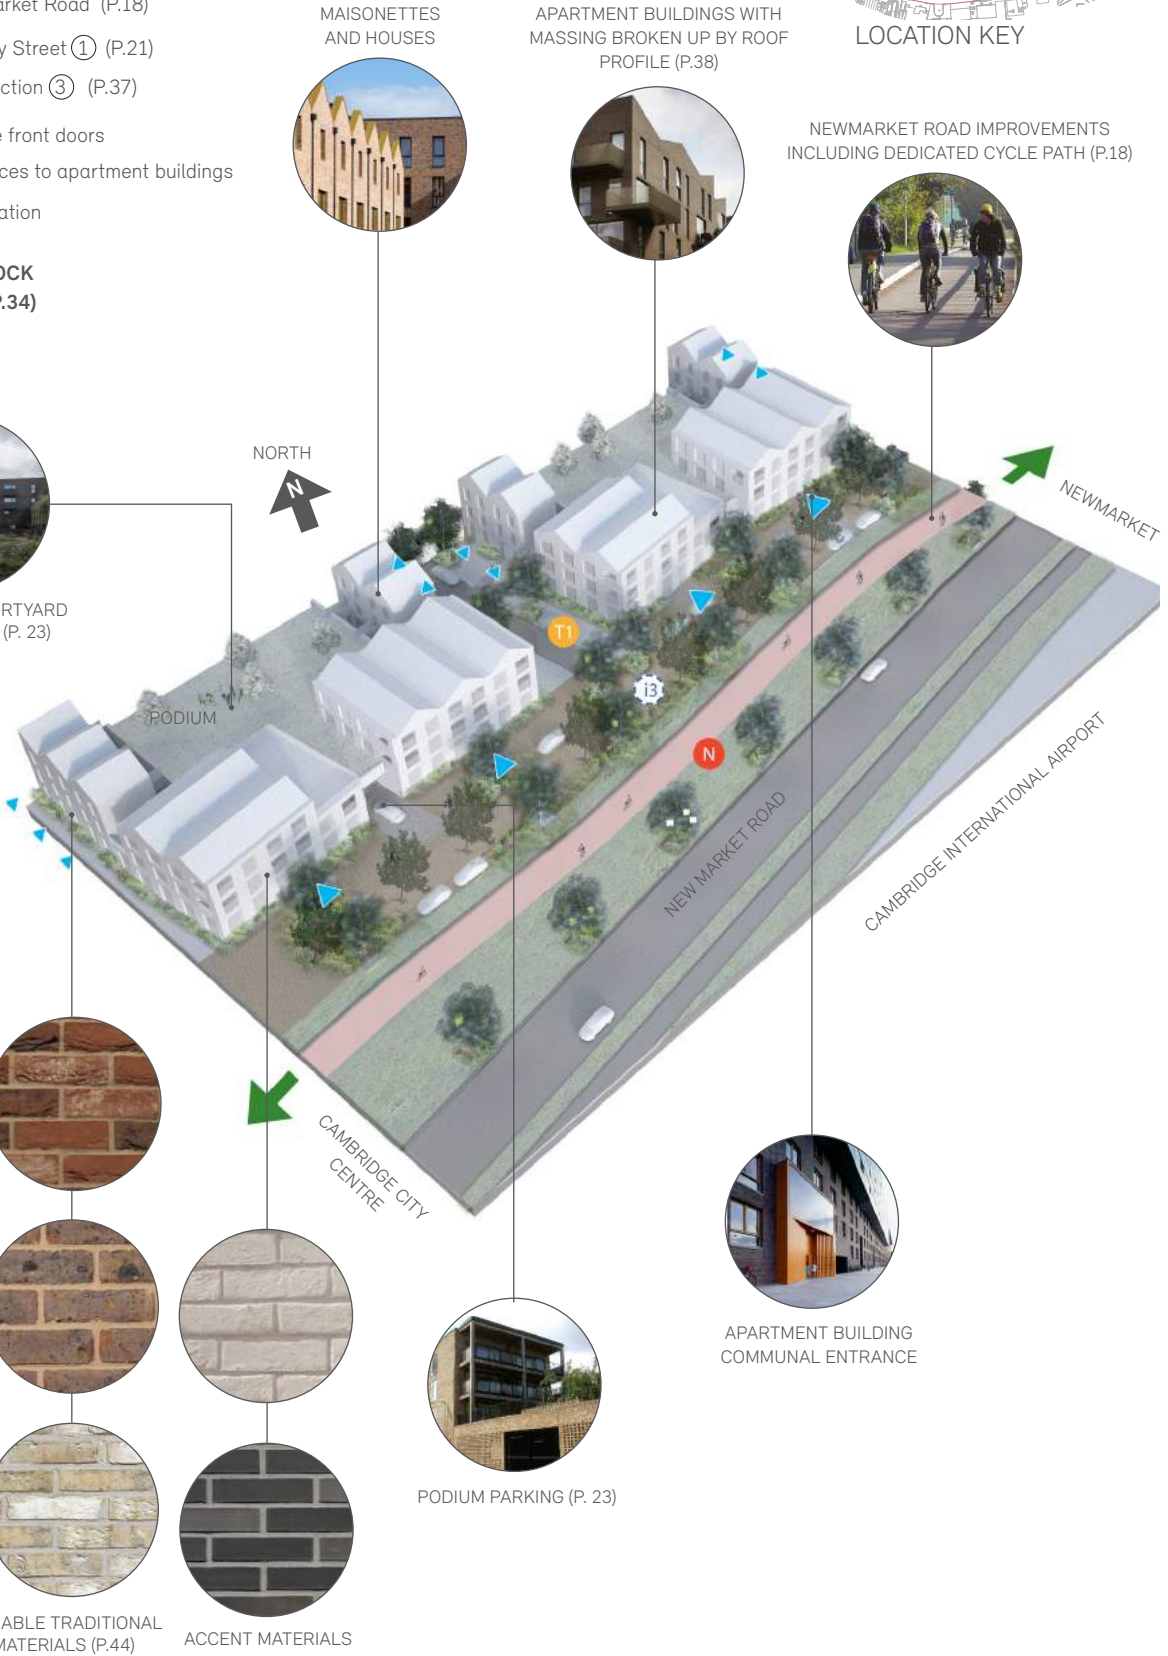 arket Road (P.18)
y Street 1 (P.21)
ction 3 (P.37)
e front doors
ces to apartment buildings
ation
OCK
P.34)
MAISONETTES
AND HOUSES
APARTMENT BUILDINGS WITH
MASSING BROKEN UP BY ROOF
PROFILE (P.38)
LOCATION KEY
NEWMARKET ROAD IMPROVEMENTS
INCLUDING DEDICATED CYCLE PATH (P.18)
NORTH
N
NEWMARKET
RTYARD
(P. 23)
T1
i3
PODIUM
N
NEW MARKET ROAD
CAMBRIDGE INTERNATIONAL AIRPORT
CAMBRIDGE CITY
CENTRE
APARTMENT BUILDING
COMMUNAL ENTRANCE
PODIUM PARKING (P. 23)
ABLE TRADITIONAL
MATERIALS (P.44)
ACCENT MATERIALS